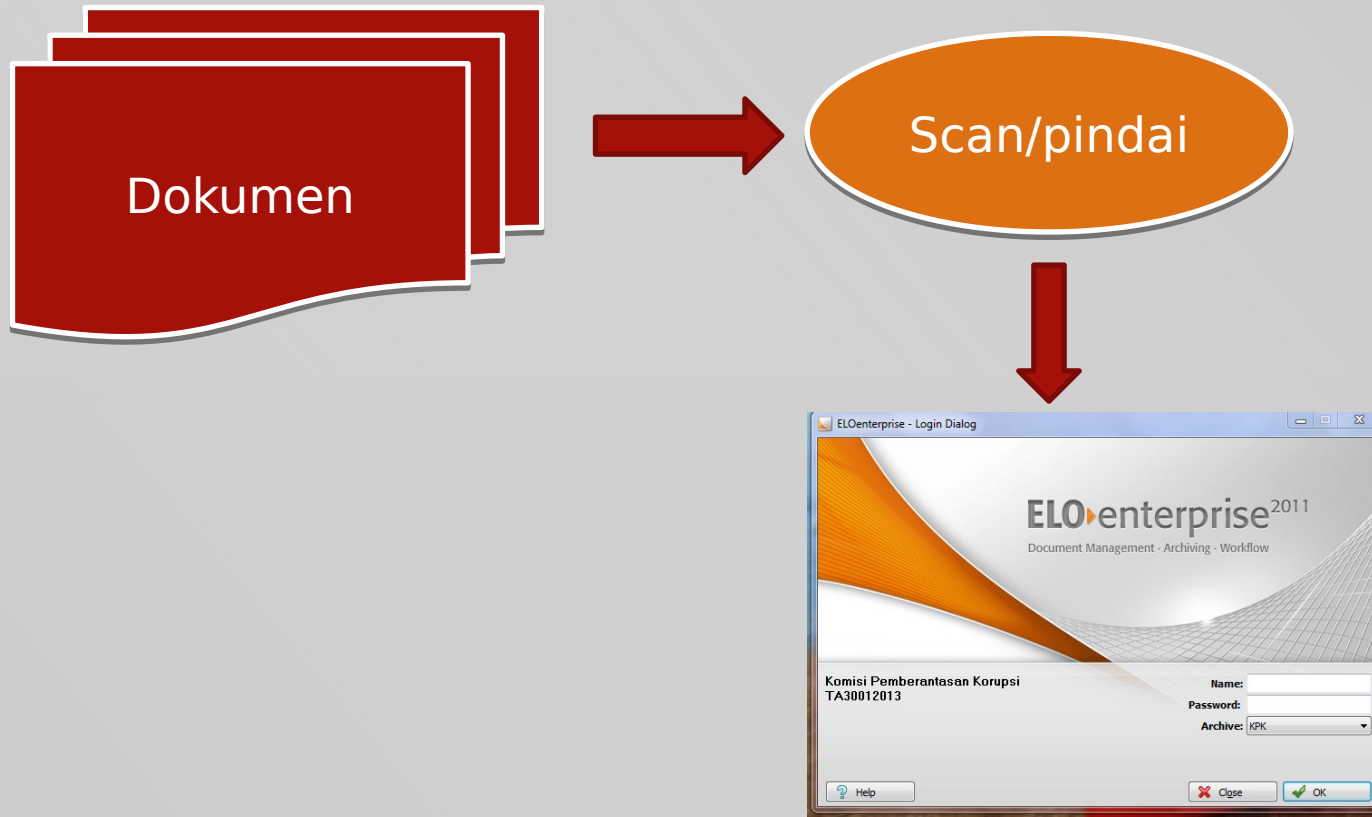 Dokumen
Scan/pindai
ELOenterprise - Login Dialog
ELO enterprise 2011
Document Management · Archiving · Workflow
Komisi Pemberantasan Korupsi
TA30012013
Name:
Password:
Archive: KPK
Help
Close
OK